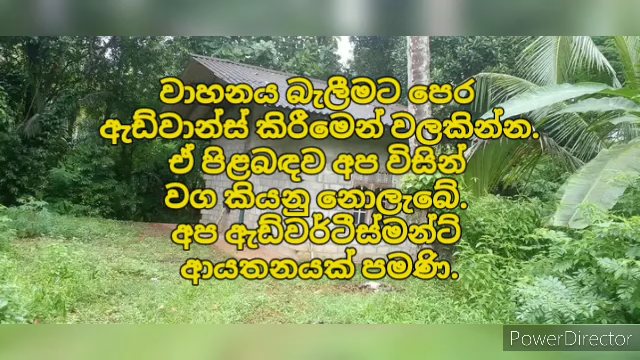 වාහනය බැලීමට පෙර
ඇඩ්වාන්ස් කිරීමෙන් වලකින්න.
ඒ පිළබඳව අප විසින්
වග කියනු නොලැබේ.
අප ඇඩ්වර්ටීස්මන්ට්
ආයතනයක් පමණි.
PowerDirector